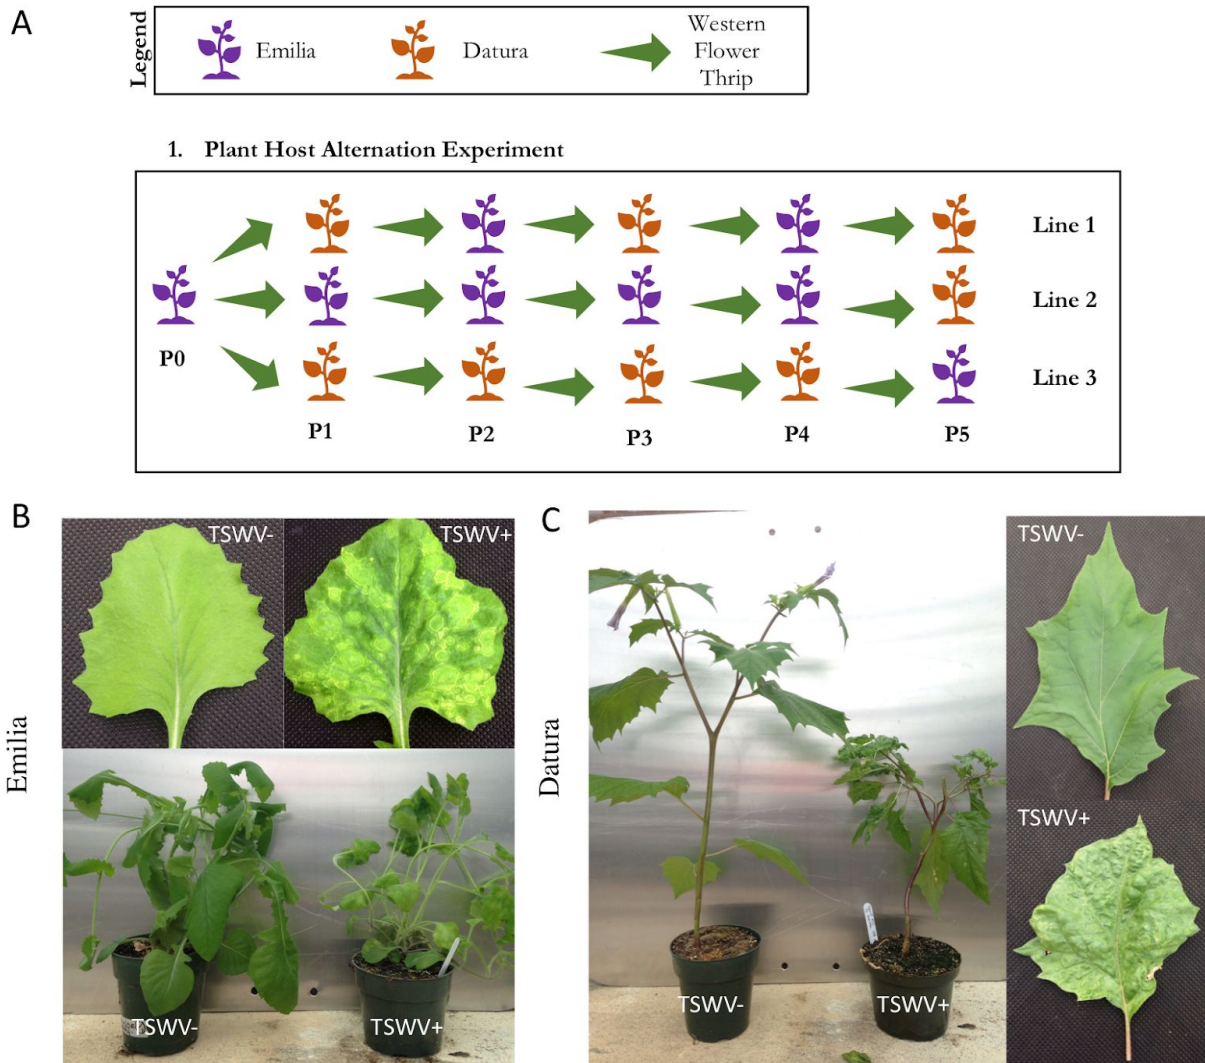 A
Legend
Emilia
Datura
Western
Flower
Thrip
1. Plant Host Alternation Experiment
Line 1
Line 2
P0
Line 3
P1
P2
P3
P4
P5
B
TSWV-
TSWV+
Emilia
TSWV-
TSWV+
C
TSWV-
Datura
TSWV+
TSWV-
TSWV+